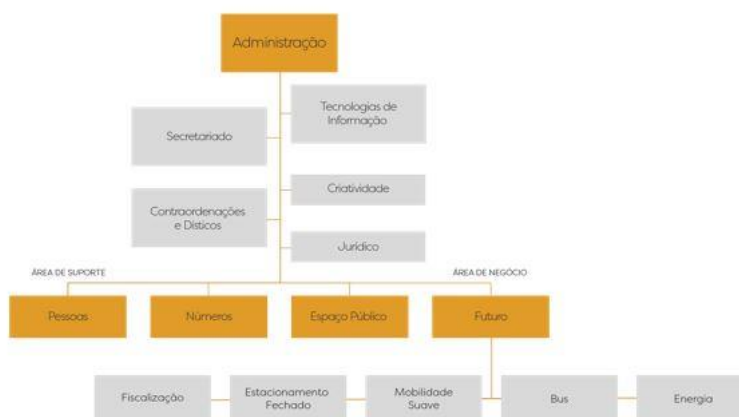 Administração
Tecnologias de
Informação
Secretariado
Criatividade
Contraordenações
e Dísticos
Jurídico
ÁREA DE SUPORTE
ÁREA DE NEGÓCIO
Pessoas
Números
Espaço Público
Futuro
Fiscalização
Estacionamento
Fechado
Mobilidade
Suave
Bus
Energia